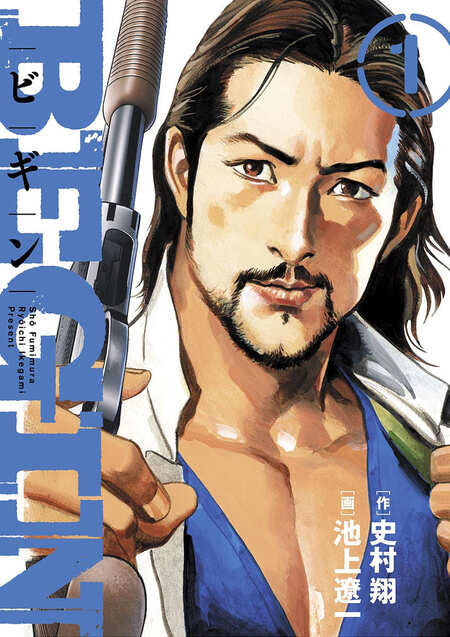 BEGIN
ビギン
1
Shō Fumimura
Ryōichi Ikegami
Present
[作]史村翔
[画]池上遼一